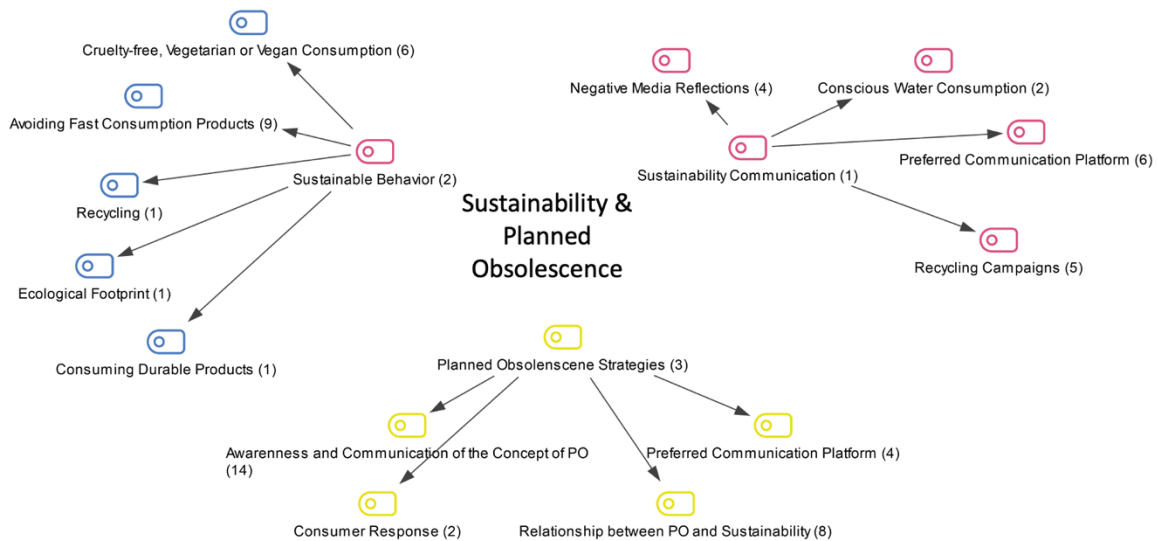 Cruelty-free, Vegetarian or Vegan Consumption (6)
Avoiding Fast Consumption Products (9)
Sustainable Behavior (2)
Recycling (1)
Ecological Footprint (1)
Consuming Durable Products (1)
Negative Media Reflections (4)
Conscious Water Consumption (2)
Preferred Communication Platform (6)
Sustainability Communication (1)
Recycling Campaigns (5)
Sustainability &
Planned
Obsolescence
Planned Obsolenscene Strategies (3)
Awarenness and Communication of the Concept of PO
(14)
Preferred Communication Platform (4)
Consumer Response (2)
Relationship between PO and Sustainability (8)